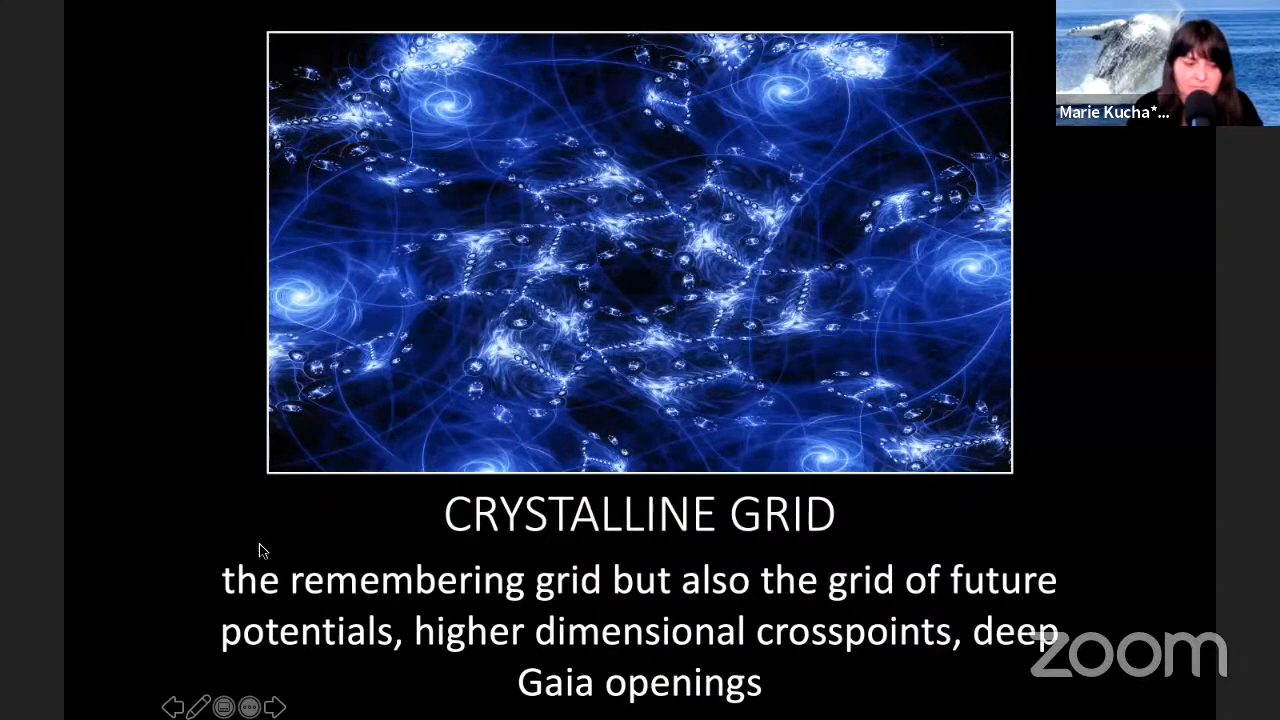 Marie Kucha*...
CRYSTALLINE GRID
the remembering grid but also the grid of future
potentials, higher dimensional crosspoints, deep
Gaia openings
zoom